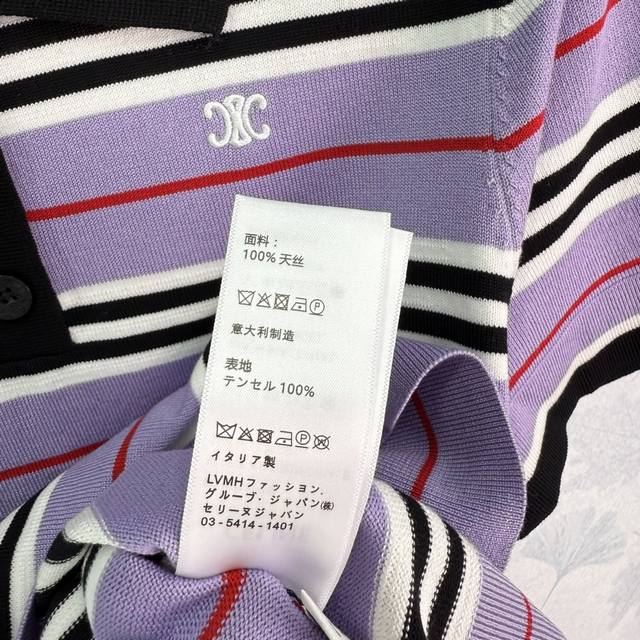 面料：
100% 天丝
意大利制造
表地
テンセル 100%
イタリア製
LVMHファッション.
グループ・ジャパン㈱
セリーヌジャパン
03-5414-1401